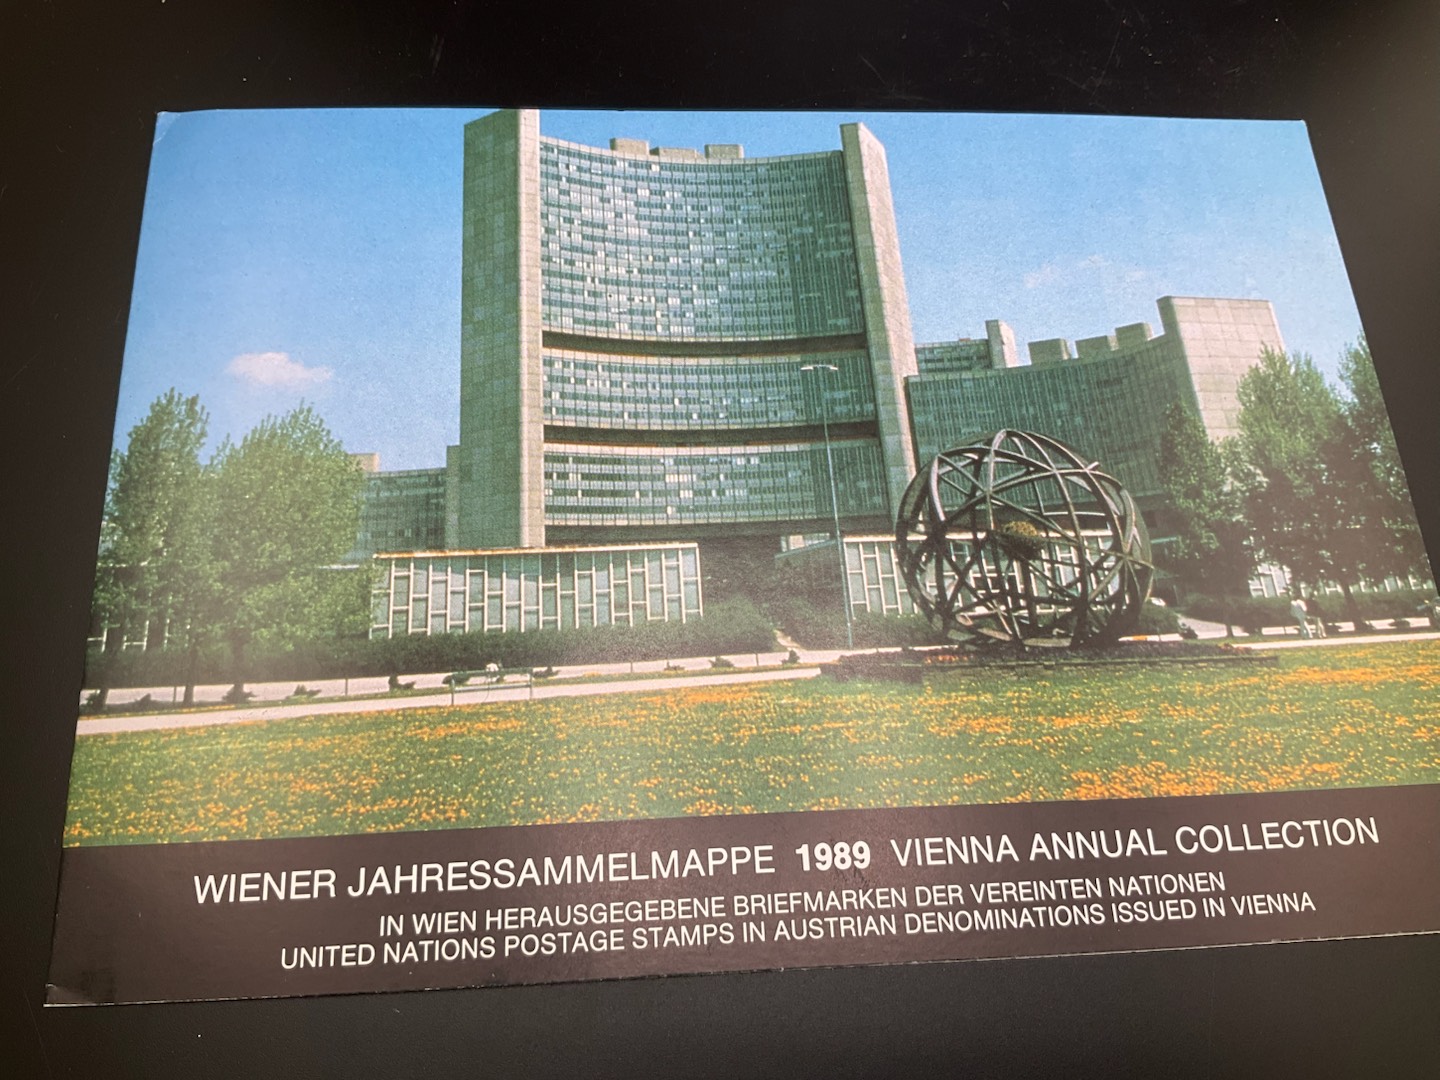 WIENER JAHRESSAMMELMAPPE 1989 VIENNA ANNUAL COLLECTION
IN WIEN HERAUSGEGEBENE BRIEFMARKEN DER VEREINTEN NATIONEN
UNITED NATIONS POSTAGE STAMPS IN AUSTRIAN DENOMINATIONS ISSUED IN VIENNA